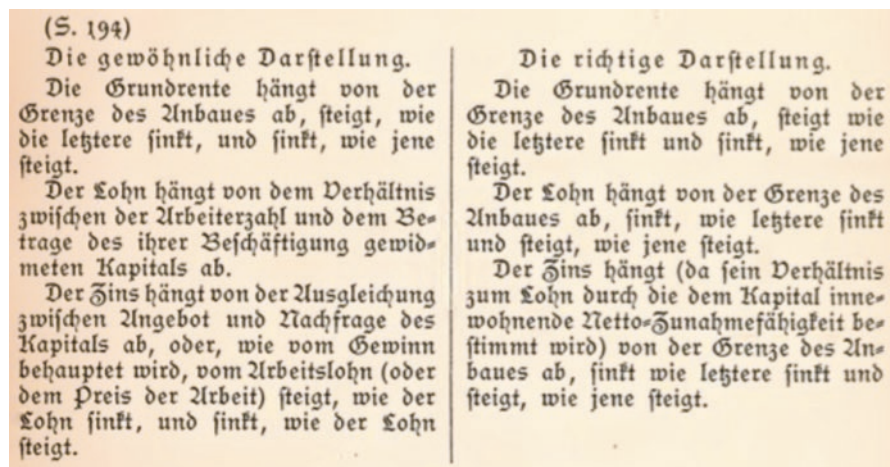 (S. 194)
Die gewöhnliche Darstellung.
Die Grundrente hängt von der
Grenze des Anbaues ab, steigt, wie
die letztere sinkt, und sinkt, wie jene
steigt.
Der Lohn hängt von dem Verhältnis
zwischen der Arbeiterzahl und dem Be-
trage des ihrer Beschäftigung gewid-
meten Kapitals ab.
Der Zins hängt von der Ausgleichung
zwischen Angebot und Nachfrage des
Kapitals ab, oder, wie vom Gewinn
behauptet wird, vom Arbeitslohn (oder
dem Preis der Arbeit) steigt, wie der
Lohn sinkt, und sinkt, wie der Lohn
steigt.
Die richtige Darstellung.
Die Grundrente hängt von der
Grenze des Anbaues ab, steigt wie
die letztere sinkt und sinkt, wie jene
steigt.
Der Lohn hängt von der Grenze des
Anbaues ab, sinkt, wie letztere sinkt
und steigt, wie jene steigt.
Der Zins hängt (da sein Verhältnis
zum Lohn durch die dem Kapital inne-
wohnende Netto-Zunahmefähigkeit be-
stimmt wird) von der Grenze des An-
baues ab, sinkt wie letztere sinkt und
steigt, wie jene steigt.